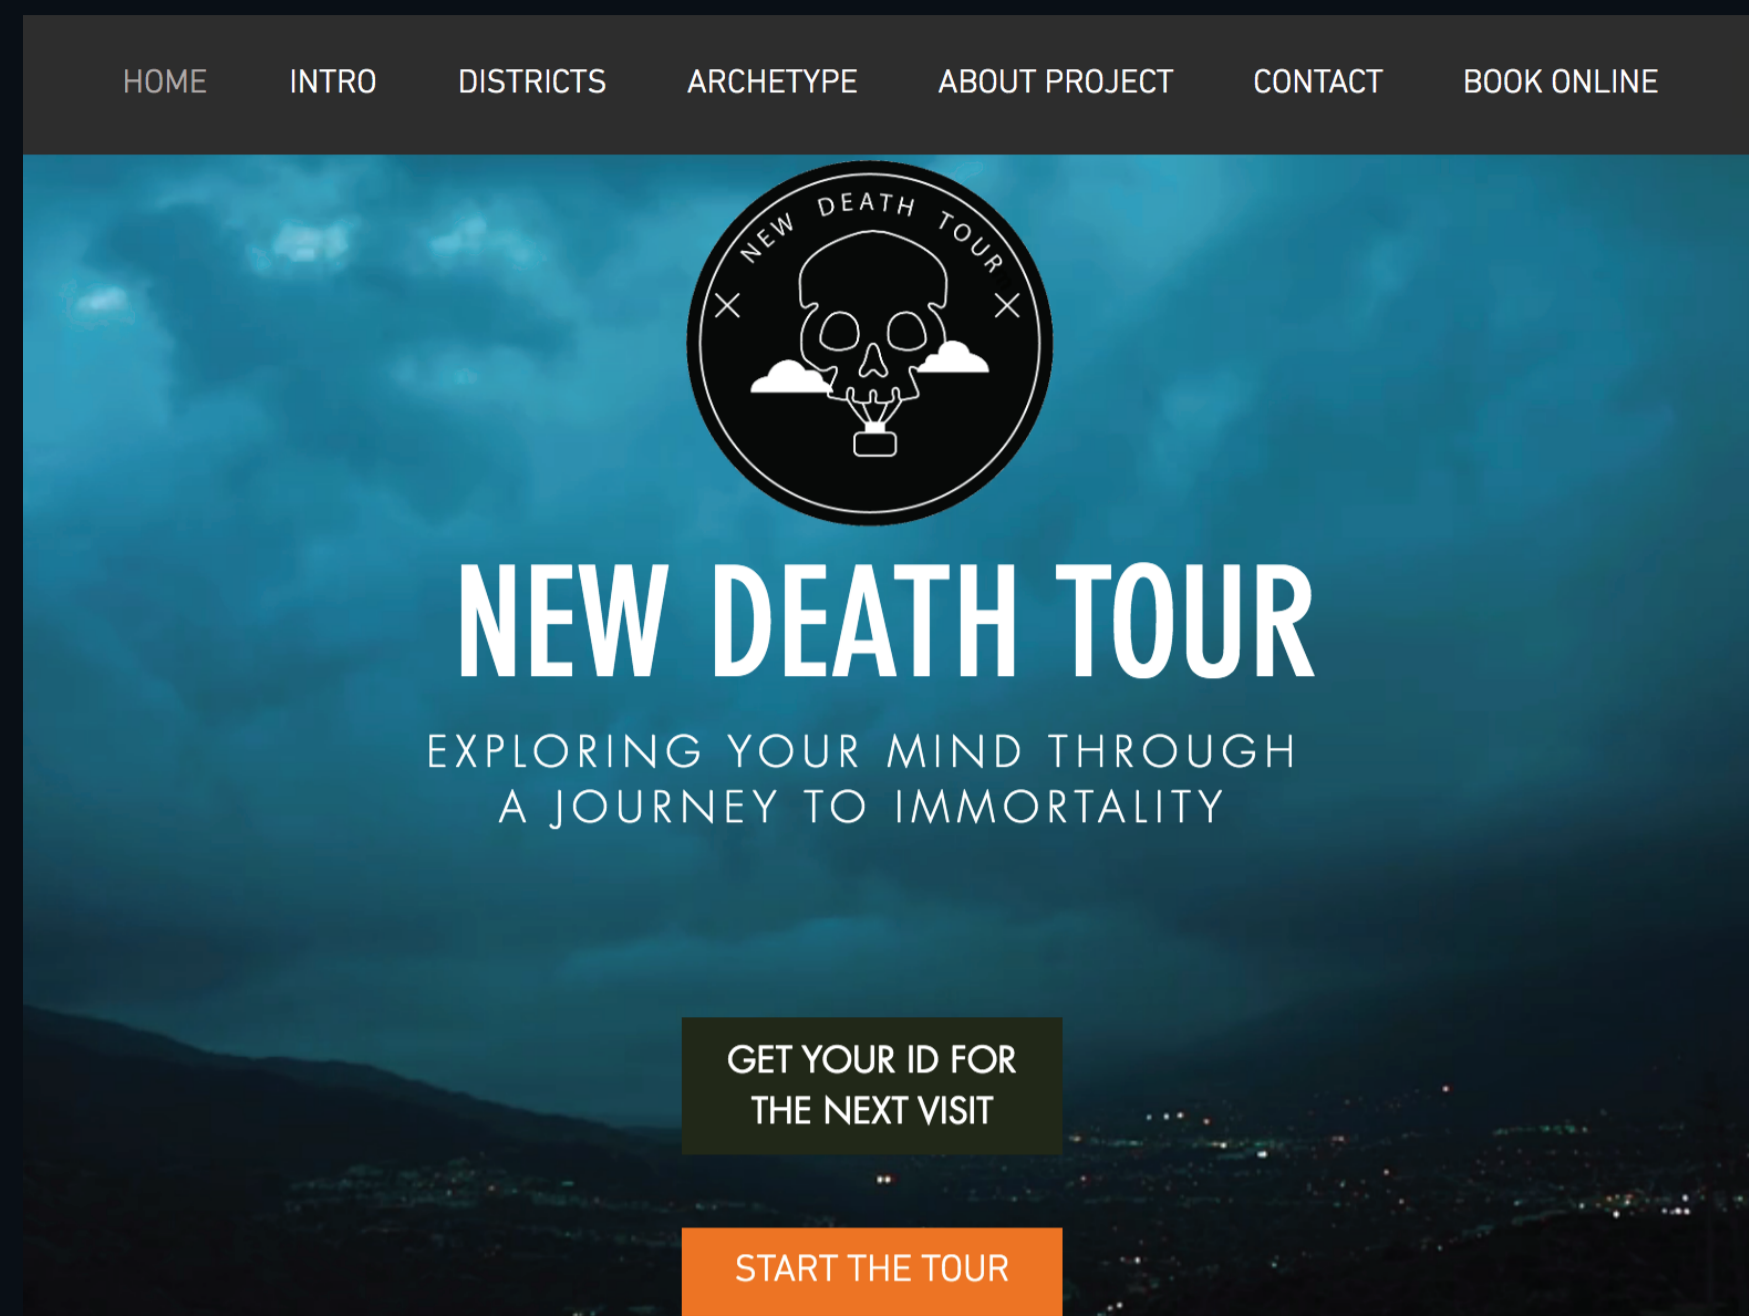 HOME INTRO DISTRICTS ARCHETYPE ABOUT PROJECT CONTACT BOOK ONLINE
NEW DEATH TOUR
NEW DEATH TOUR
EXPLORING YOUR MIND THROUGH
A JOURNEY TO IMMORTALITY
GET YOUR ID FOR
THE NEXT VISIT
START THE TOUR